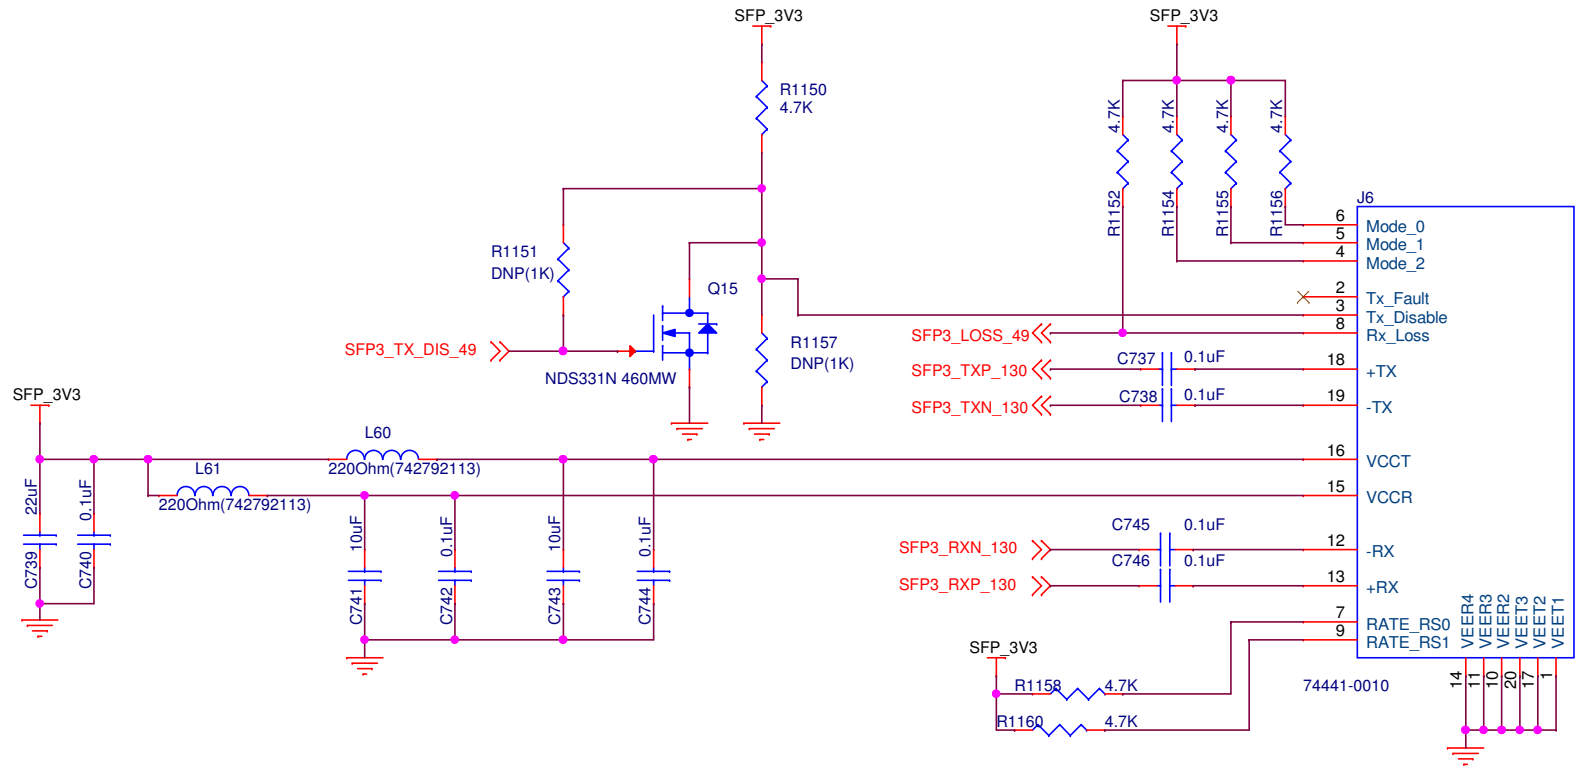 SFP_3V3
SFP_3V3
R1150
4.7K
4.7K
4.7K
4.7K
4.7K
R1152
R1154
R1155
R1156
J6
6
Mode_0
5
Mode_1
4
Mode_2
2
Tx_Fault
3
Tx_Disable
8
Rx_Loss
R1151
DNP(1K)
Q15
SFP3_TX_DIS_49
NDS331N 460MW
R1157
DNP(1K)
SFP3_LOSS_49
SFP3_TXP_130
C737
0.1uF
18
+TX
SFP3_TXN_130
C738
0.1uF
19
-TX
SFP_3V3
L60
220Ohm(742792113)
16
VCCT
L61
220Ohm(742792113)
15
VCCR
22uF
C739
0.1uF
C740
10uF
C741
0.1uF
C742
10uF
C743
0.1uF
C744
SFP3_RXN_130
C745
0.1uF
12
-RX
SFP3_RXP_130
C746
0.1uF
13
+RX
7
RATE_RS0
9
RATE_RS1
VEER4
VEER3
VEER2
VEET3
VEET2
VEET1
14
11
10
20
17
1
SFP_3V3
R1158
4.7K
R1160
4.7K
74441-0010